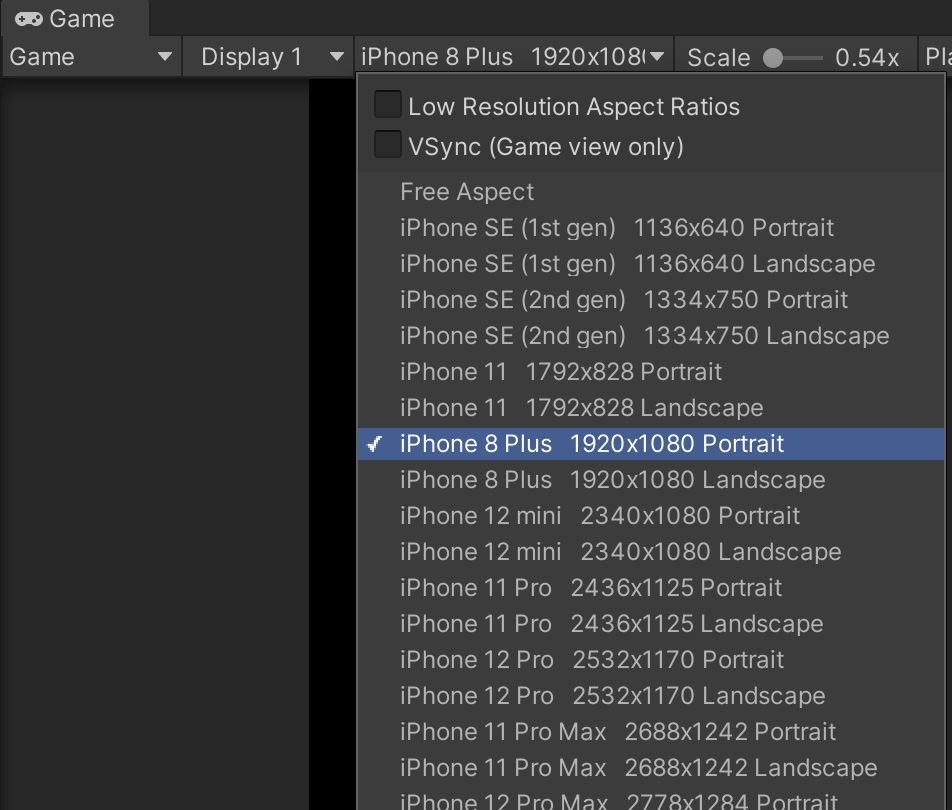 Game
Game Display 1 iPhone 8 Plus 1920x108 Scale 0.54x
Low Resolution Aspect Ratios
VSync (Game view only)
Free Aspect
iPhone SE (1st gen) 1136x640 Portrait
iPhone SE (1st gen) 1136x640 Landscape
iPhone SE (2nd gen) 1334x750 Portrait
iPhone SE (2nd gen) 1334x750 Landscape
iPhone 11 1792x828 Portrait
iPhone 11 1792x828 Landscape
iPhone 8 Plus 1920x1080 Portrait
iPhone 8 Plus 1920x1080 Landscape
iPhone 12 mini 2340x1080 Portrait
iPhone 12 mini 2340x1080 Landscape
iPhone 11 Pro 2436x1125 Portrait
iPhone 11 Pro 2436x1125 Landscape
iPhone 12 Pro 2532x1170 Portrait
iPhone 12 Pro 2532x1170 Landscape
iPhone 11 Pro Max 2688x1242 Portrait
iPhone 11 Pro Max 2688x1242 Landscape
iPhone 12 Pro Max 2778x1284 Portrait